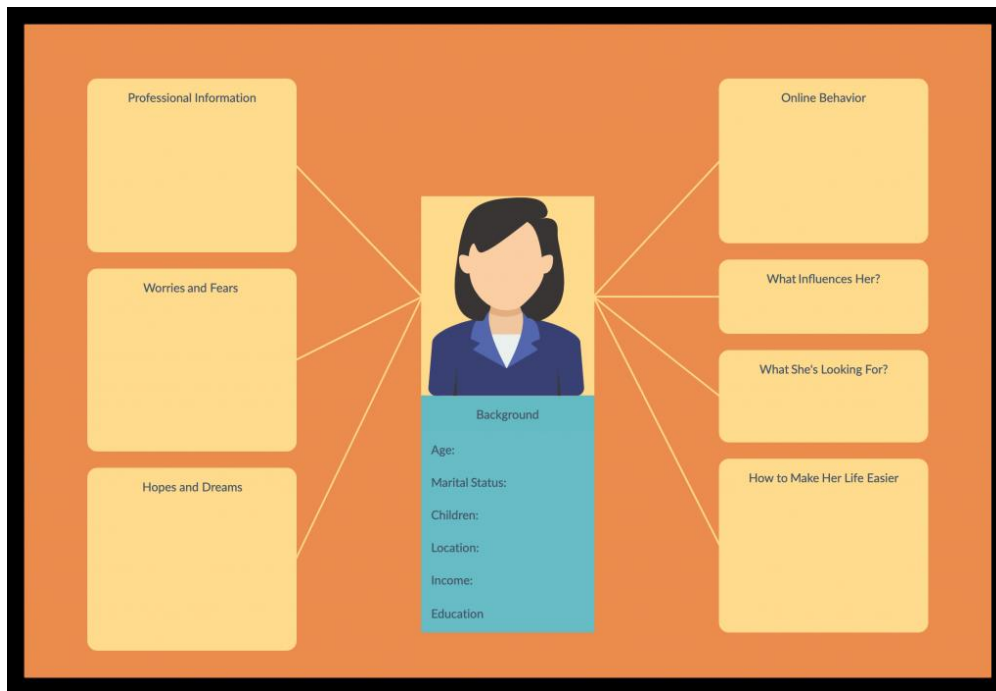 Professional Information
Worries and Fears
Hopes and Dreams
Background
Age:
Marital Status:
Children:
Location:
Income:
Education
Online Behavior
What Influences Her?
What She's Looking For?
How to Make Her Life Easier